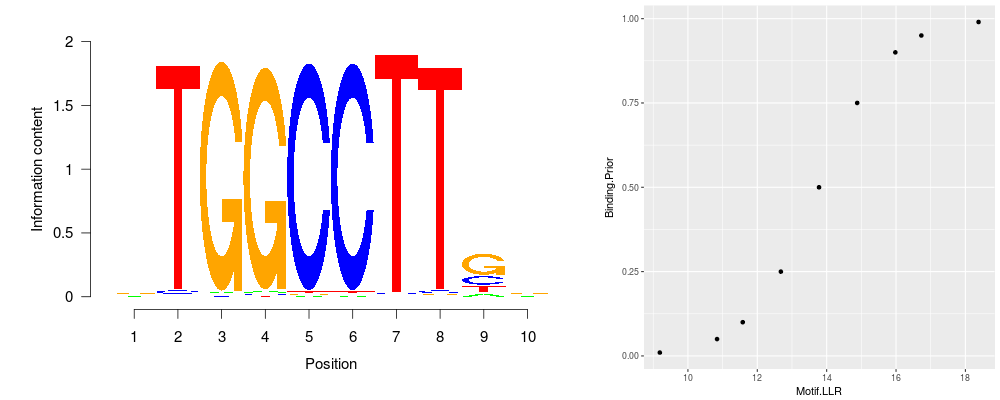 2
1.5
1
0.5
0
Information content
TGGCCTTG
C
T
1 2 3 4 5 6 7 8 9 10
Position
1.00
0.75
0.50
0.25
0.00
Binding.Prior
10 12 14 16 18
Motif.LLR